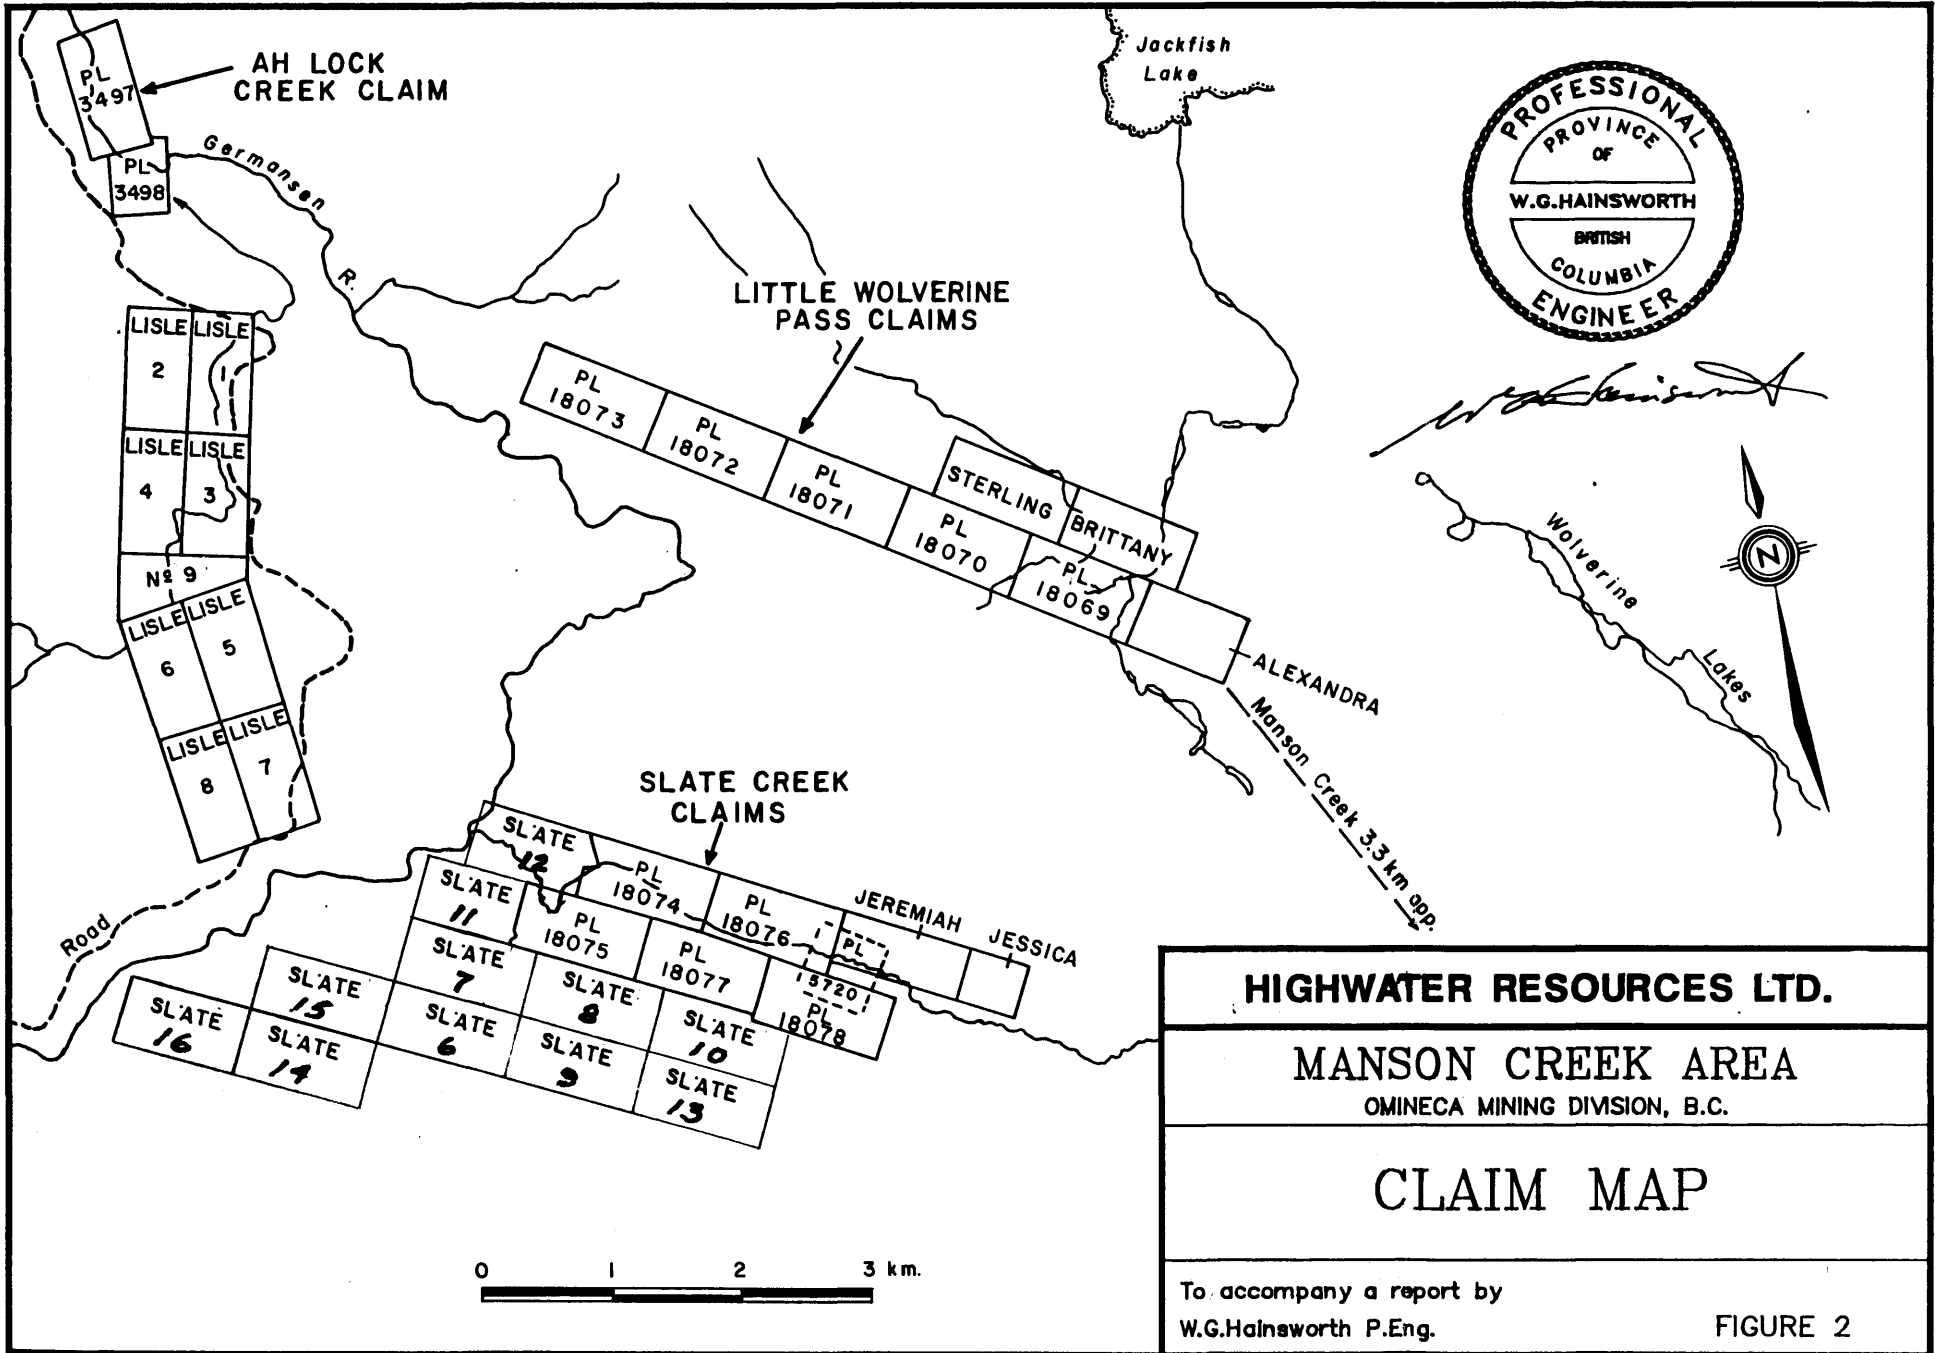 AH LOCK
CREEK CLAIM
PL
3497
PL
3498
Germansen
R.
Jackfish
Lake
PROFESSIONAL
PROVINCE
OF
W.G.HAINSWORTH
BRITISH
COLUMBIA
ENGINEER
LITTLE WOLVERINE
PASS CLAIMS
LISLE
2
LISLE
1
LISLE
4
LISLE
3
Nº 9
LISLE
6
LISLE
5
LISLE
8
LISLE
7
PL
18073
PL
18072
PL
18071
PL
18070
PL
18069
STERLING
BRITTANY
ALEXANDRA
Manson Creek 3.3 km app.
Wolverine
Lakes
N
SLATE CREEK
CLAIMS
SLATE
12
SLATE
11
PL
18074
PL
18075
PL
18076
PL
18077
PL
15720
PL
18078
JEREMIAH
JESSICA
SLATE
7
SLATE
8
SLATE
10
SLATE
15
SLATE
6
SLATE
9
SLATE
13
SLATE
16
SLATE
14
Road
0 1 2 3 km.
HIGHWATER RESOURCES LTD.
MANSON CREEK AREA
OMINECA MINING DIVISION, B.C.
CLAIM MAP
To accompany a report by
W.G.Hainsworth P.Eng.
FIGURE 2